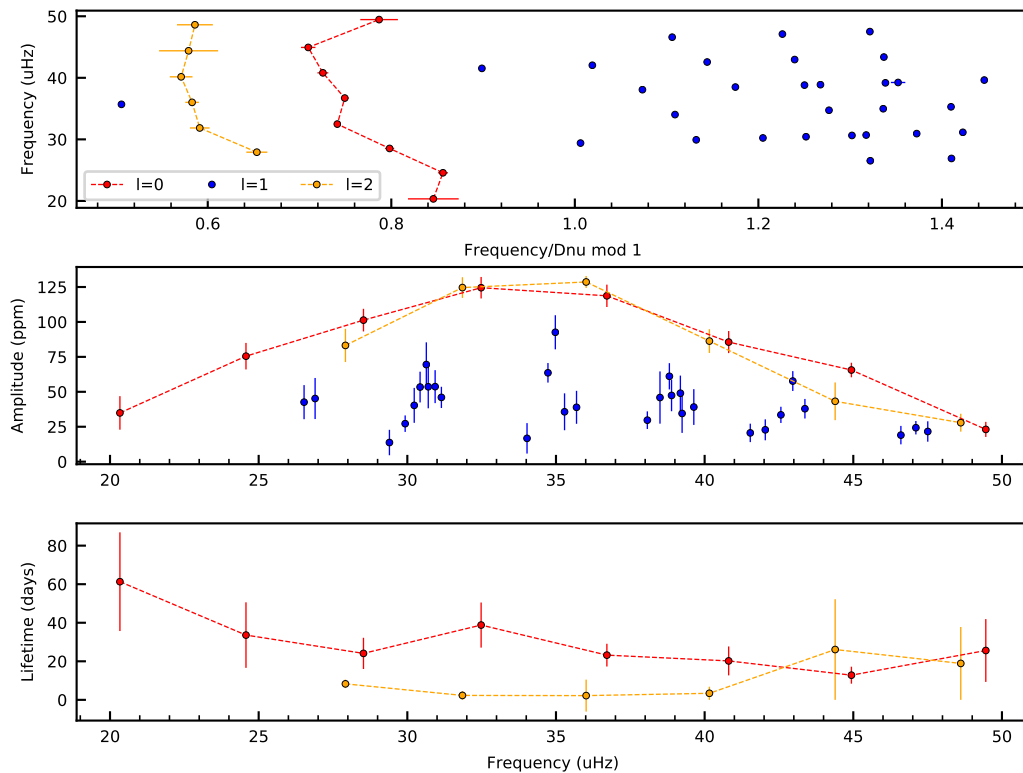 50
40
30
20
Frequency (uHz)
l=0 l=1 l=2
0.6 0.8 1.0 1.2 1.4
Frequency/Dnu mod 1
125
100
75
50
25
0
Amplitude (ppm)
20 25 30 35 40 45 50
80
60
40
20
0
Lifetime (days)
20 25 30 35 40 45 50
Frequency (uHz)